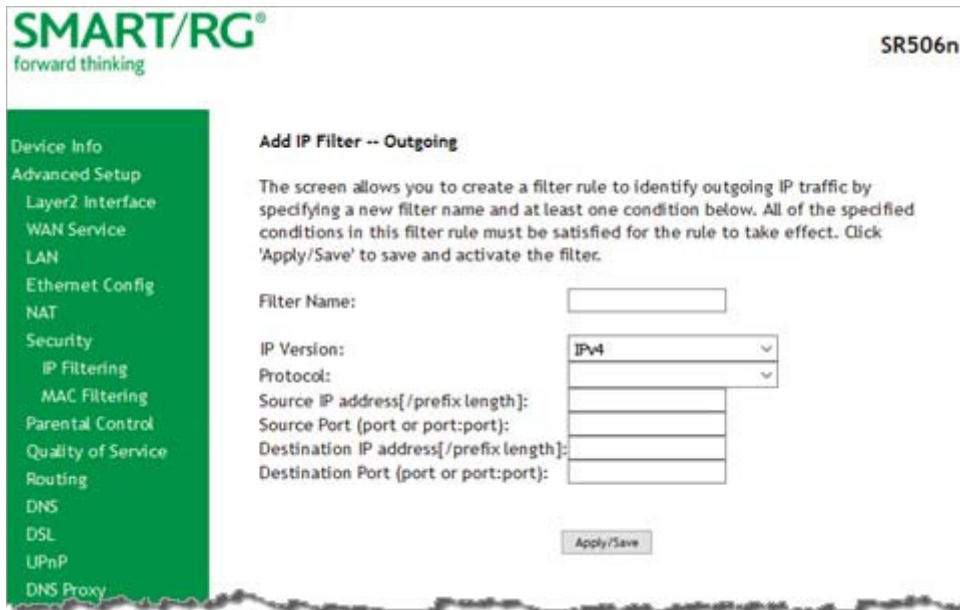 SMART/RG®
forward thinking
SR506n
Device Info
Advanced Setup
Layer2 Interface
WAN Service
LAN
Ethernet Config
NAT
Security
IP Filtering
MAC Filtering
Parental Control
Quality of Service
Routing
DNS
DSL
UPnP
DNS Proxy
Add IP Filter -- Outgoing
The screen allows you to create a filter rule to identify outgoing IP traffic by
specifying a new filter name and at least one condition below. All of the specified
conditions in this filter rule must be satisfied for the rule to take effect. Click
'Apply/Save' to save and activate the filter.
Filter Name:
IP Version: IPv4
Protocol:
Source IP address[/prefix length]:
Source Port (port or port:port):
Destination IP address[/prefix length]:
Destination Port (port or port:port):
Apply/Save